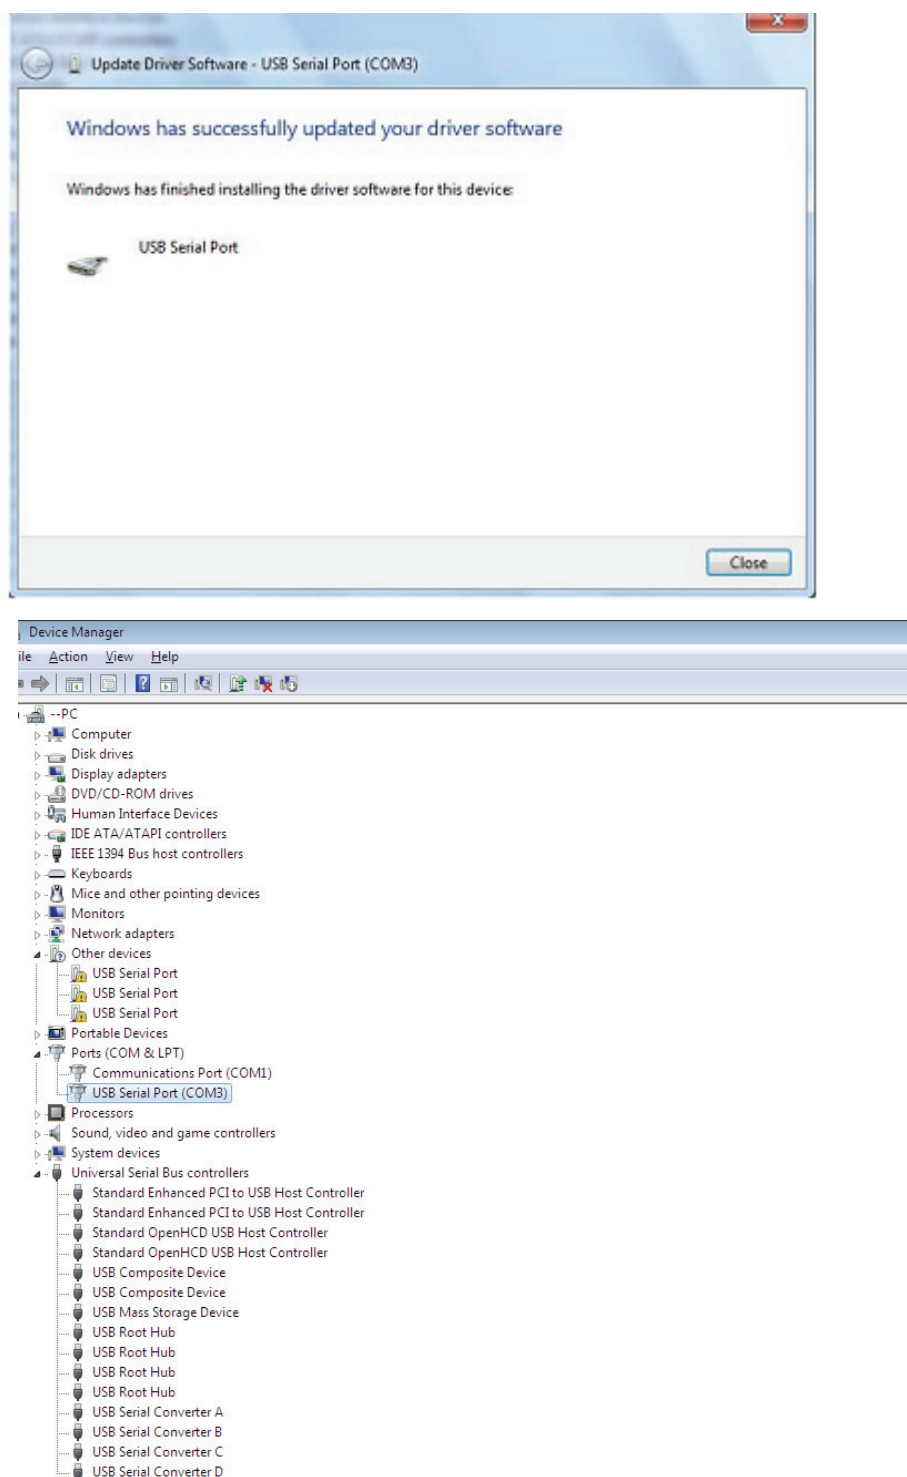 Update Driver Software - USB Serial Port (COM3)
Windows has successfully updated your driver software
Windows has finished installing the driver software for this device:
USB Serial Port
Close
Device Manager
ile Action View Help
--PC
Computer
Disk drives
Display adapters
DVD/CD-ROM drives
Human Interface Devices
IDE ATA/ATAPI controllers
IEEE 1394 Bus host controllers
Keyboards
Mice and other pointing devices
Monitors
Network adapters
Other devices
USB Serial Port
USB Serial Port
USB Serial Port
Portable Devices
Ports (COM & LPT)
Communications Port (COM1)
USB Serial Port (COM3)
Processors
Sound, video and game controllers
System devices
Universal Serial Bus controllers
Standard Enhanced PCI to USB Host Controller
Standard Enhanced PCI to USB Host Controller
Standard OpenHCD USB Host Controller
Standard OpenHCD USB Host Controller
USB Composite Device
USB Composite Device
USB Mass Storage Device
USB Root Hub
USB Root Hub
USB Root Hub
USB Root Hub
USB Serial Converter A
USB Serial Converter B
USB Serial Converter C
USB Serial Converter D